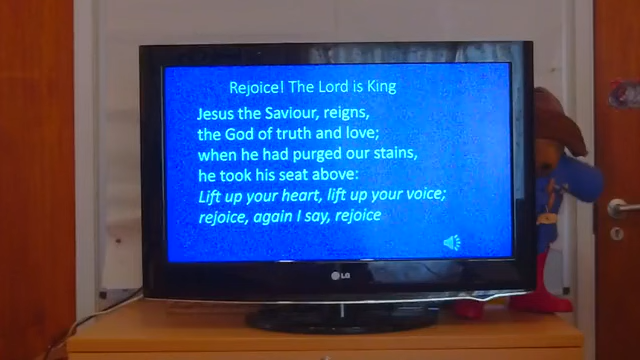 Rejoice! The Lord is King
Jesus the Saviour, reigns,
the God of truth and love;
when he had purged our stains,
he took his seat above:
Lift up your heart, lift up your voice;
rejoice, again I say, rejoice
LG